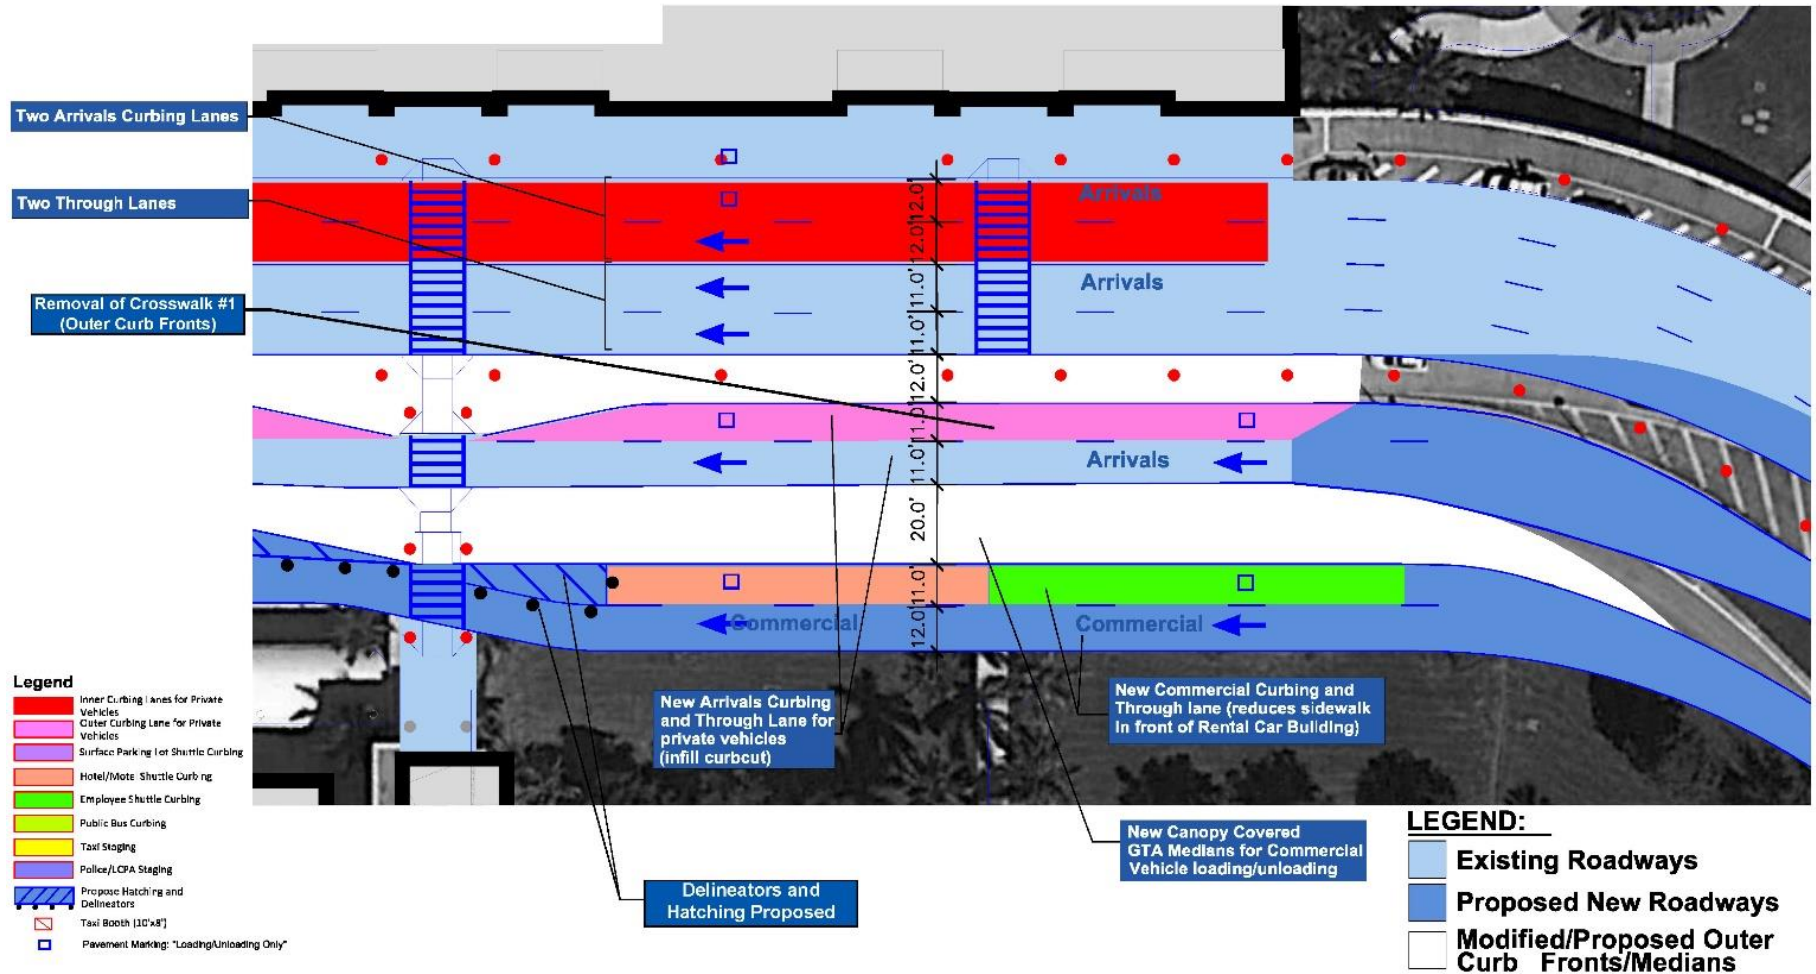 Two Arrivals Curbing Lanes
Two Through Lanes
Removal of Crosswalk #1
(Outer Curb Fronts)
Arrivals
Arrivals
Arrivals
Commercial
Commercial
12.0'
12.0'
11.0'
11.0'
12.0'
11.0'
11.0'
20.0'
11.0'
12.0'
New Arrivals Curbing
and Through Lane for
private vehicles
(infill curbcut)
New Commercial Curbing and
Through lane (reduces sidewalk
in front of Rental Car Building)
New Canopy Covered
GTA Medians for Commercial
Vehicle loading/unloading
Delineators and
Hatching Proposed
Legend
Inner Curbing Lanes for Private
Vehicles
Outer Curbing Lane for Private
Vehicles
Surface Parking Lot Shuttle Curbing
Hotel/Motel Shuttle Curbing
Employee Shuttle Curbing
Public Bus Curbing
Taxi Staging
Police/LCPA Staging
Propose Hatching and
Delineators
Taxi Booth (10'x8')
Pavement Marking: "Loading/Unloading Only"
LEGEND:
Existing Roadways
Proposed New Roadways
Modified/Proposed Outer
Curb Fronts/Medians